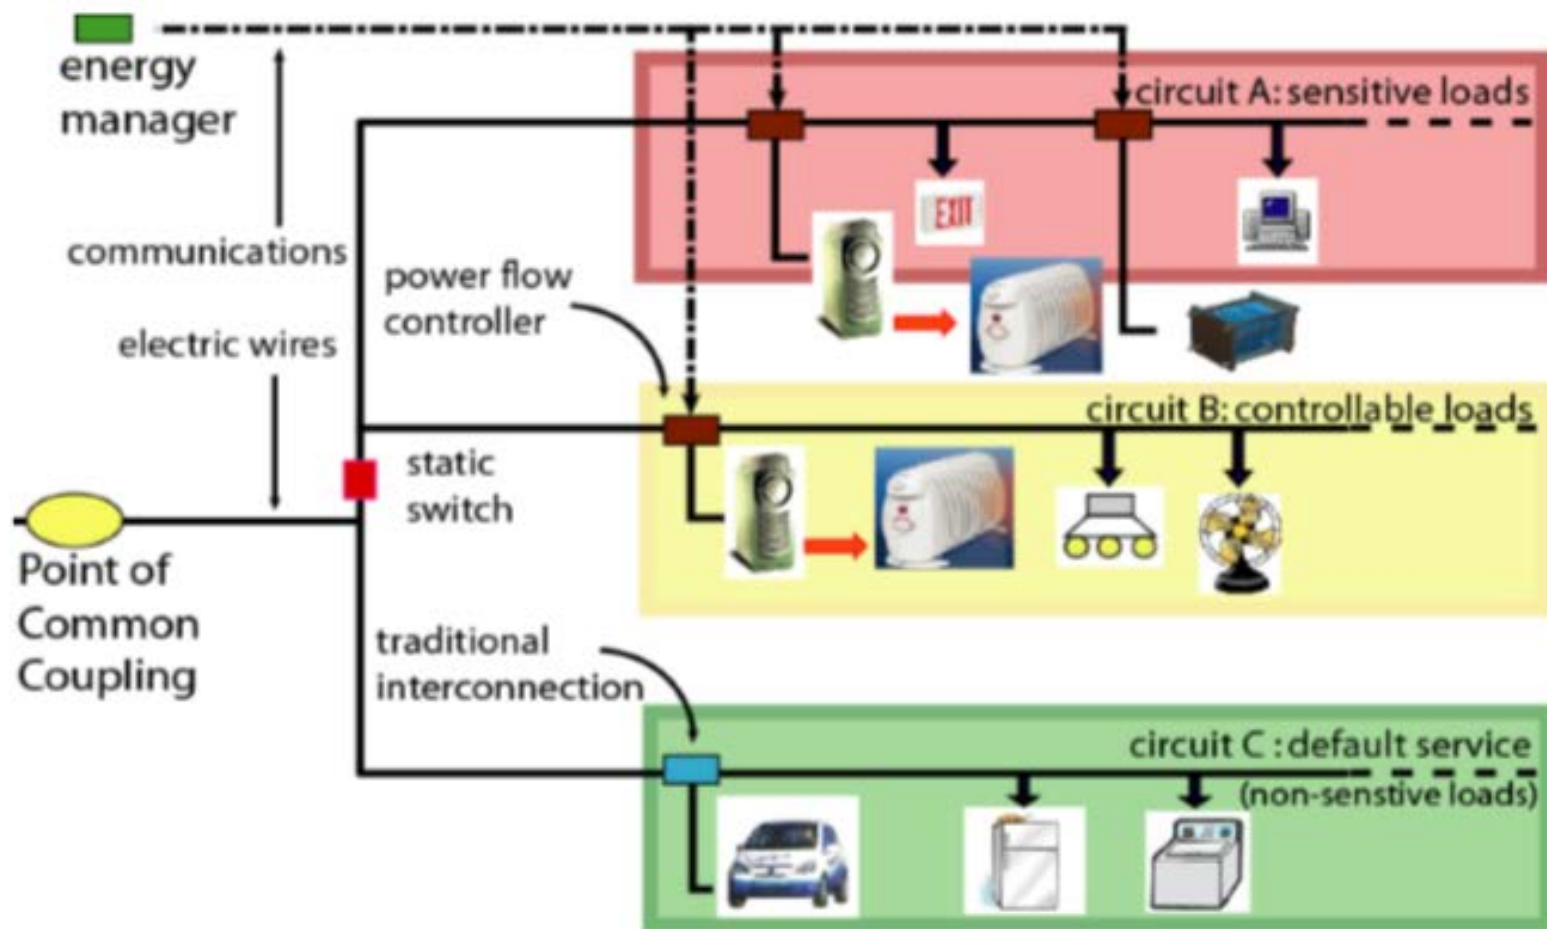 energy
manager
circuit A: sensitive loads
EXIT
communications
power flow
controller
electric wires
circuit B: controllable loads
static
switch
Point of
Common
Coupling
traditional
interconnection
circuit C : default service
(non-senstive loads)